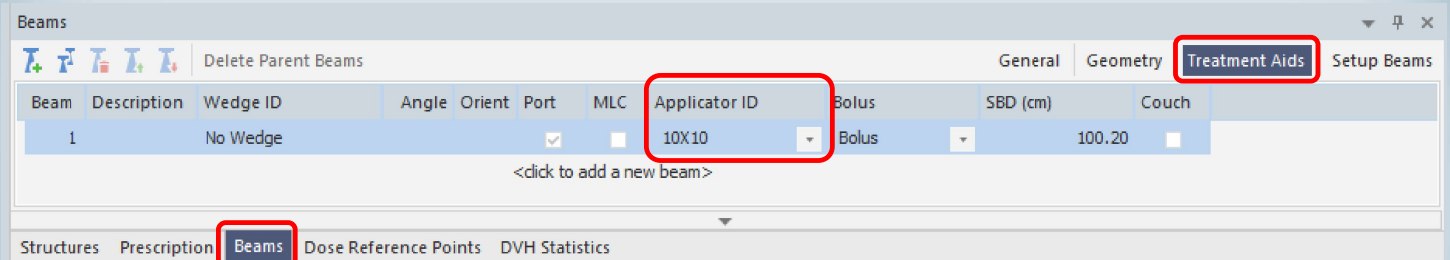 Beams
Delete Parent Beams General Geometry Treatment Aids Setup Beams
Beam Description Wedge ID Angle Orient Port MLC Applicator ID Bolus SBD (cm) Couch
1 No Wedge 10X10 Bolus 100.20
<click to add a new beam>
Structures Prescription Beams Dose Reference Points DVH Statistics